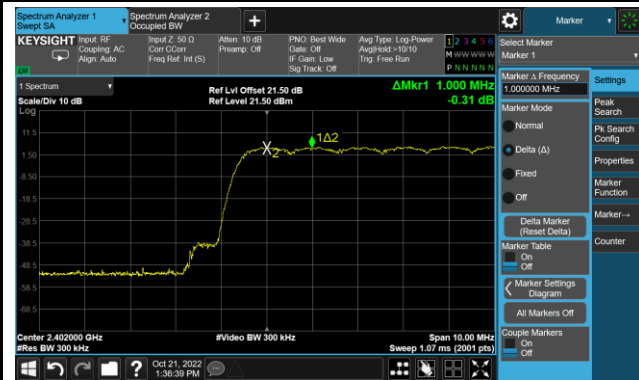 Spectrum Analyzer 1
Swept SA
Spectrum Analyzer 2
Occupied BW
+
Marker
KEYSIGHT
Input: RF
Coupling: AC
Align: Auto
Input Z: 50 Ω
Corr CCorr
Freq Ref: Int (S)
Atten: 10 dB
Preamp: Off
PNO: Best Wide
Gate: Off
IF Gain: Low
Sig Track: Off
Avg Type: Log-Power
Avg|Hold:>10/10
Trig: Free Run
1 2 3 4 5 6
M W W W W W
P N N N N N
LXI
Select Marker
Marker 1
1 Spectrum
Scale/Div 10 dB
Log
Ref Lvl Offset 21.50 dB
Ref Level 21.50 dBm
ΔMkr1 1.000 MHz
-0.31 dB
11.5
1.50
-8.50
-18.5
-28.5
-38.5
-48.5
-58.5
-68.5
X2
1Δ2
Center 2.402000 GHz
#Res BW 300 kHz
#Video BW 300 kHz
Span 10.00 MHz
Sweep 1.07 ms (2001 pts)
Marker Δ Frequency
1.000000 MHz
Marker Mode
Normal
Delta (Δ)
Fixed
Off
Delta Marker
(Reset Delta)
Marker Table
On
Off
Marker Settings
Diagram
All Markers Off
Couple Markers
On
Off
Settings
Peak
Search
Pk Search
Config
Properties
Marker
Function
Marker→
Counter
?
Oct 21, 2022
1:36:39 PM